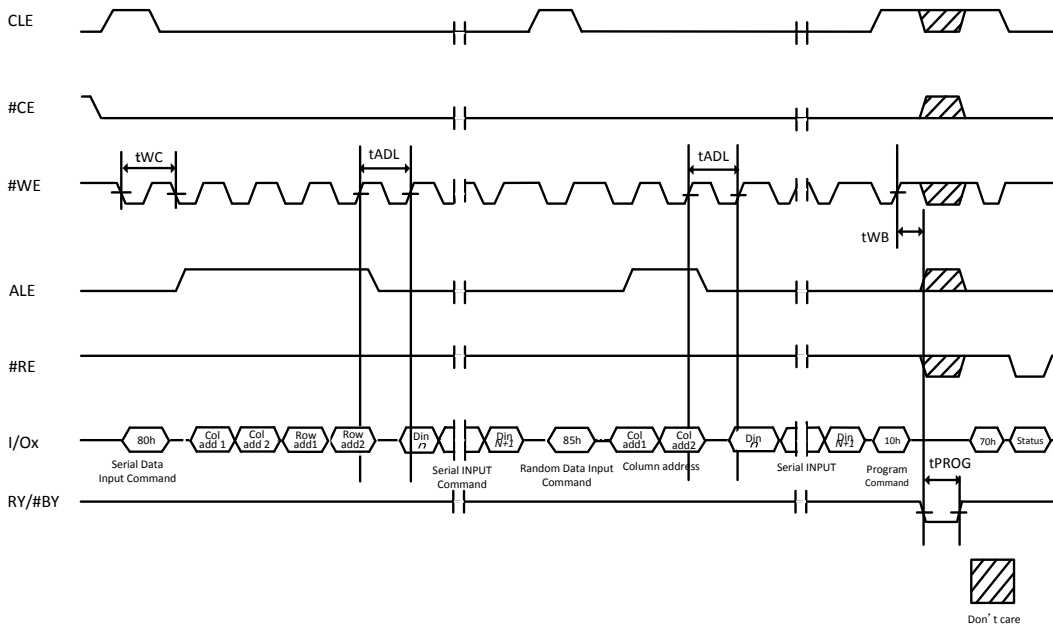 CLE
#CE
tWC
tADL
tADL
#WE
tWB
ALE
#RE
I/Ox
80h
Col add 1
Col add 2
Row add1
Row add2
Din n
Din N+1
85h
Col add1
Col add2
Din n
Din N+1
10h
70h
Status
Serial Data
Input Command
Serial INPUT
Command
Random Data Input
Command
Column address
Serial INPUT
Program
Command
tPROG
RY/#BY
Don't care